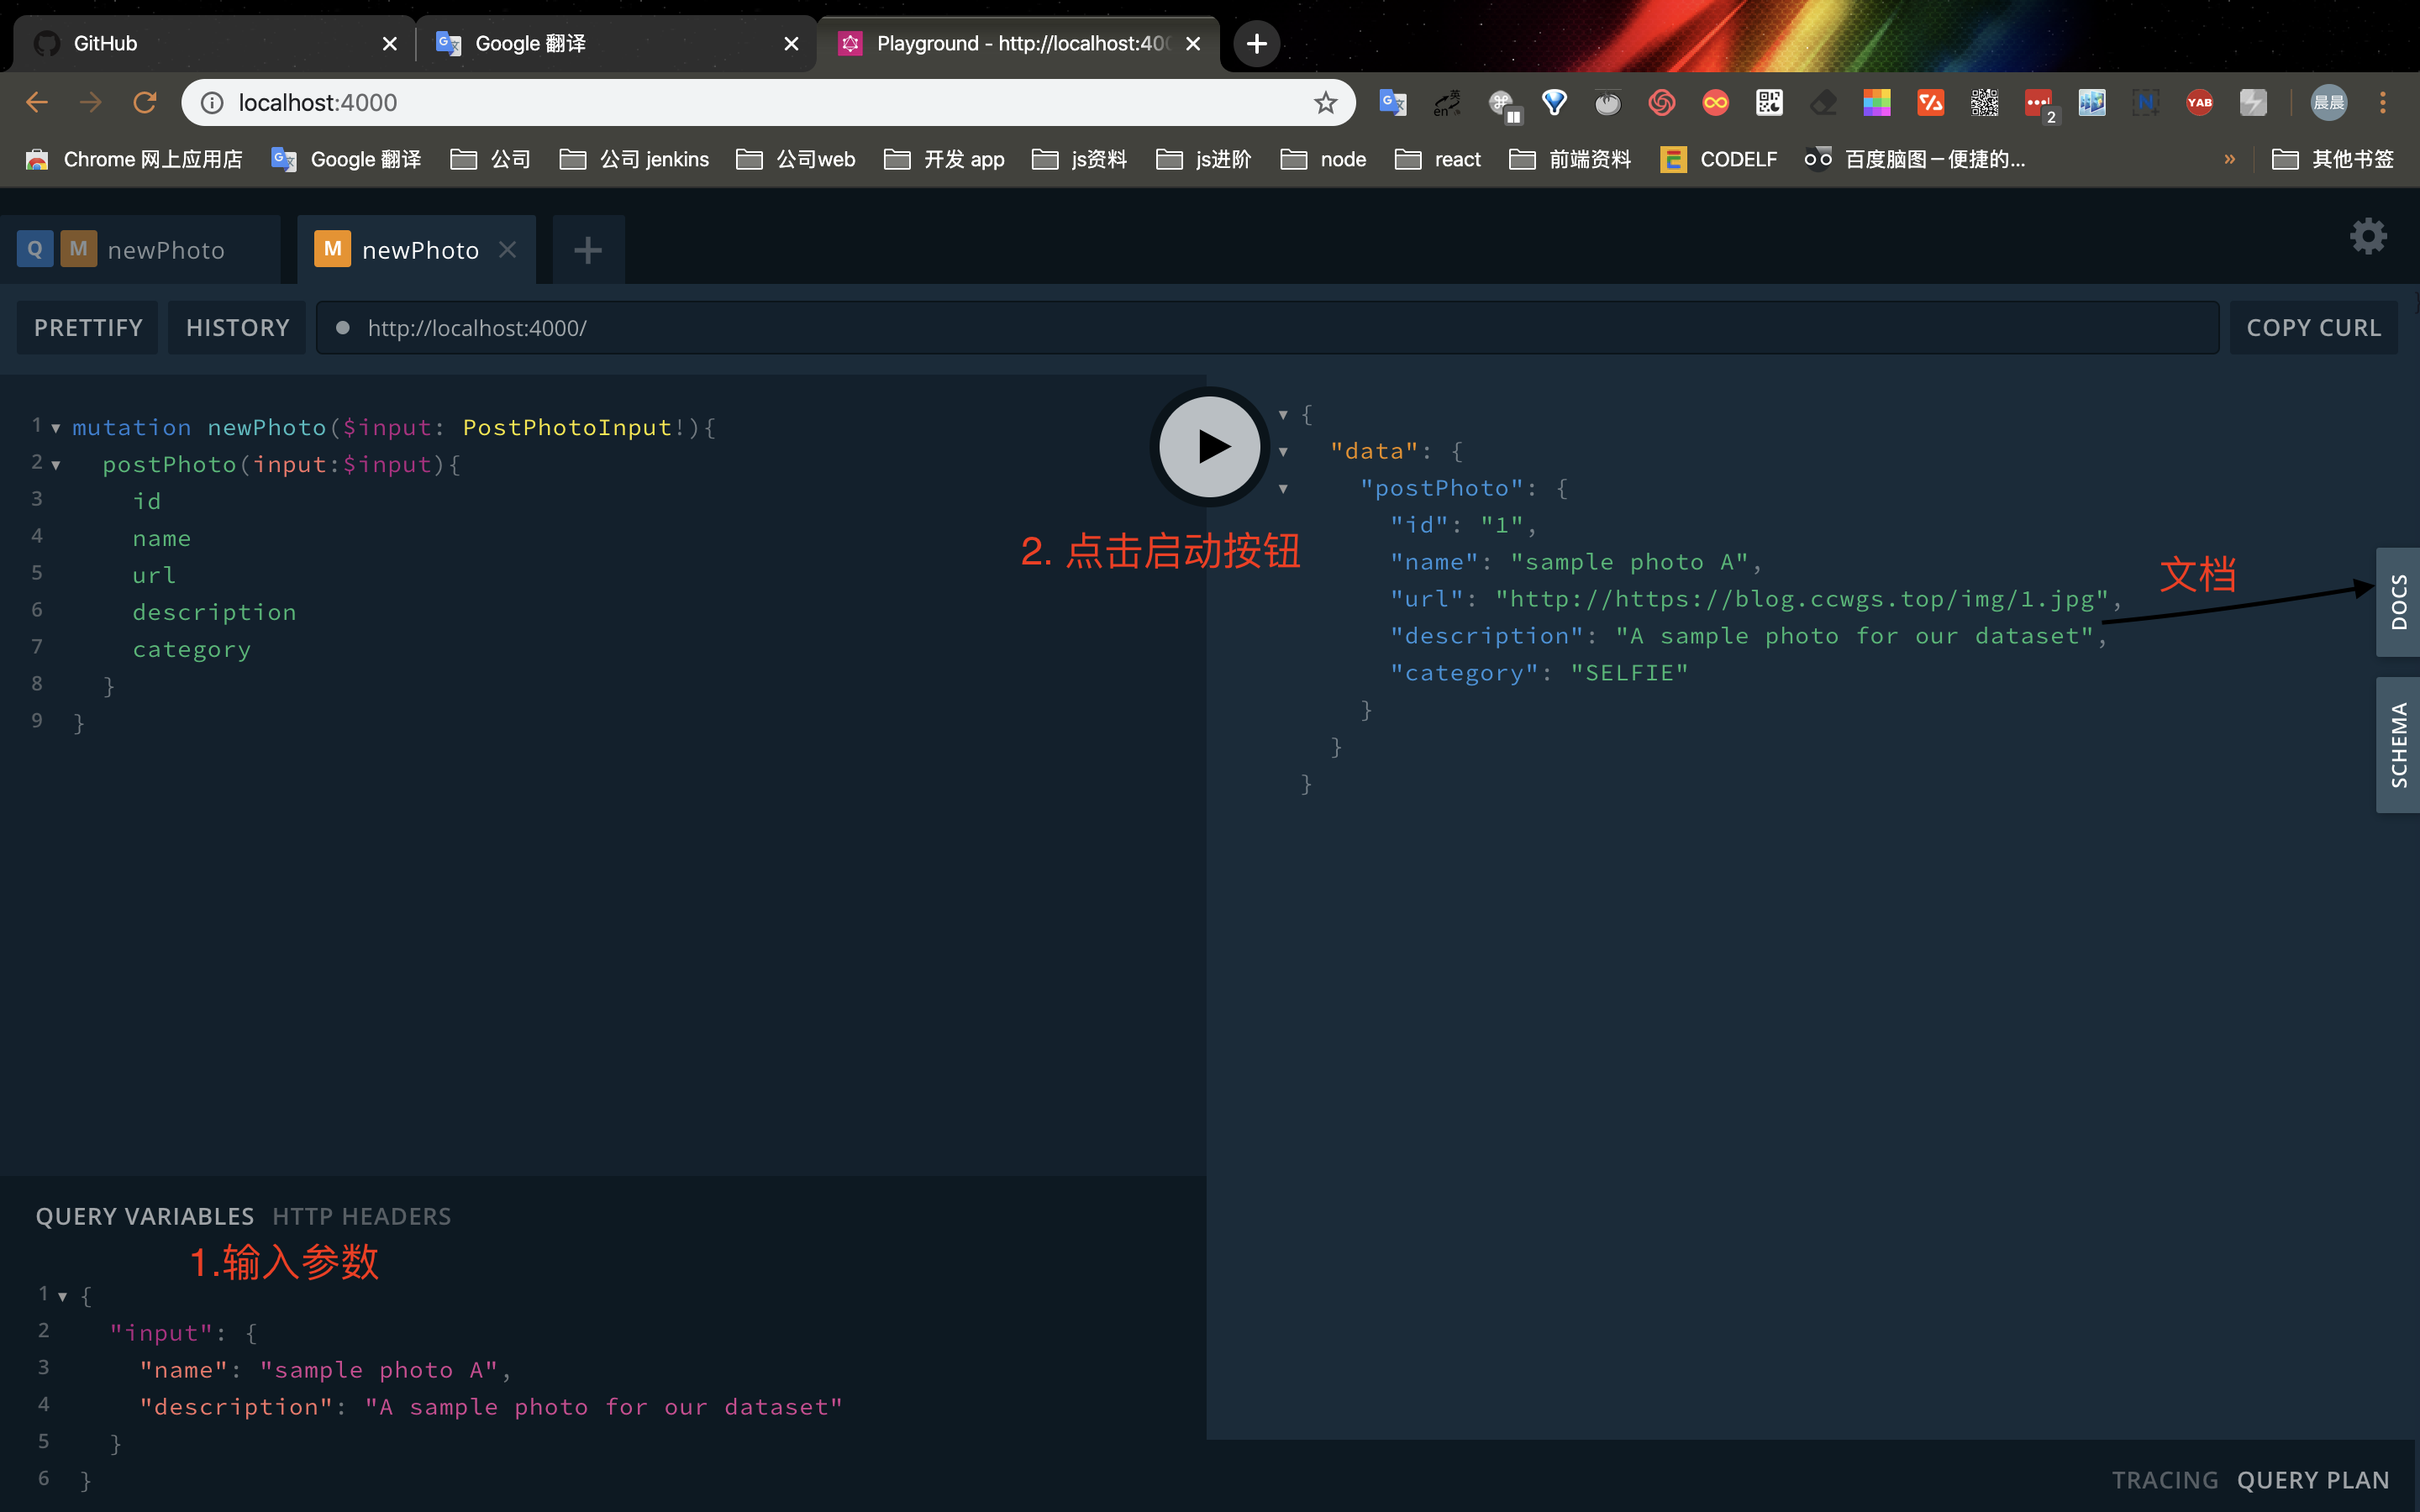 GitHub
Google 翻译
Playground - http://localhost:400
localhost:4000
Chrome 网上应用店
Google 翻译
公司
公司 jenkins
公司web
开发 app
js资料
js进阶
node
react
前端资料
CODELF
百度脑图－便捷的...
»
其他书签
Q M newPhoto
M newPhoto
PRETTIFY
HISTORY
http://localhost:4000/
COPY CURL
1 mutation newPhoto($input: PostPhotoInput!){
2 postPhoto(input:$input){
3 id
4 name
5 url
6 description
7 category
8 }
9 }
2. 点击启动按钮
{
"data": {
"postPhoto": {
"id": "1",
"name": "sample photo A",
"url": "http://https://blog.ccwgs.top/img/1.jpg",
"description": "A sample photo for our dataset",
"category": "SELFIE"
}
}
}
文档
DOCS
SCHEMA
QUERY VARIABLES HTTP HEADERS
1.输入参数
1 {
2 "input": {
3 "name": "sample photo A",
4 "description": "A sample photo for our dataset"
5 }
6 }
TRACING QUERY PLAN
英
en
2
YAB
晨晨